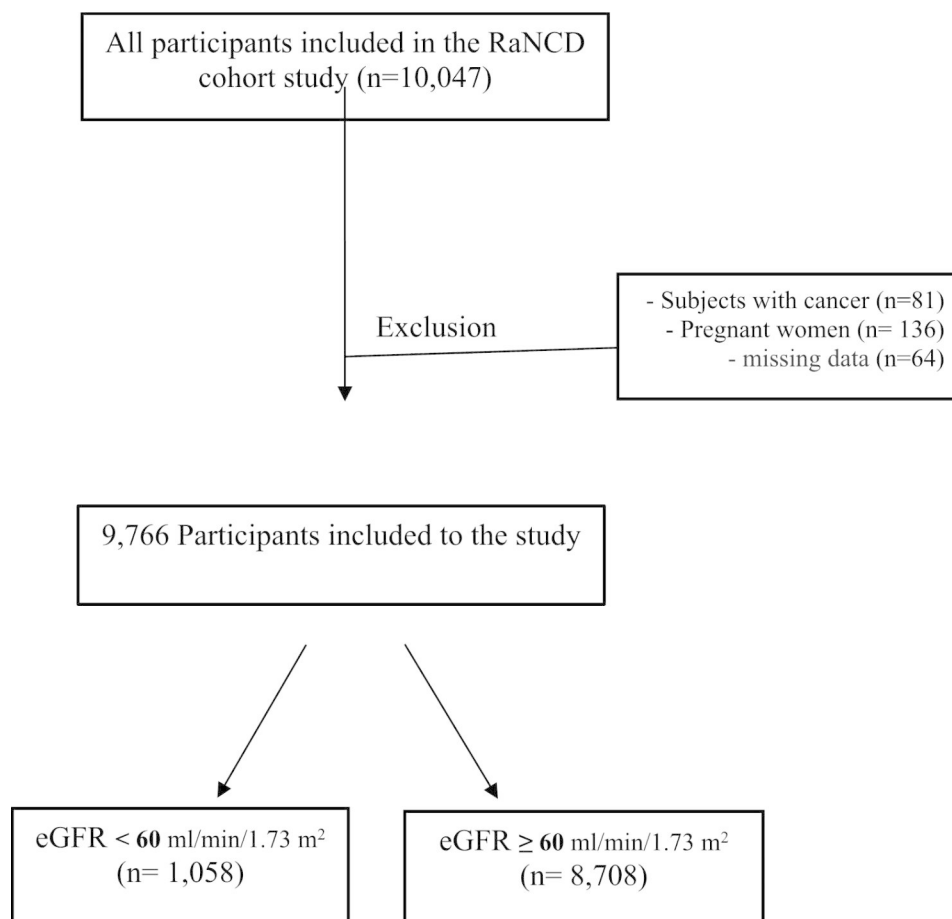 All participants included in the RaNCD
cohort study (n=10,047)
Exclusion
- Subjects with cancer (n=81)
- Pregnant women (n= 136)
- missing data (n=64)
9,766 Participants included to the study
eGFR < 60 ml/min/1.73 m²
(n= 1,058)
eGFR ≥ 60 ml/min/1.73 m²
(n= 8,708)